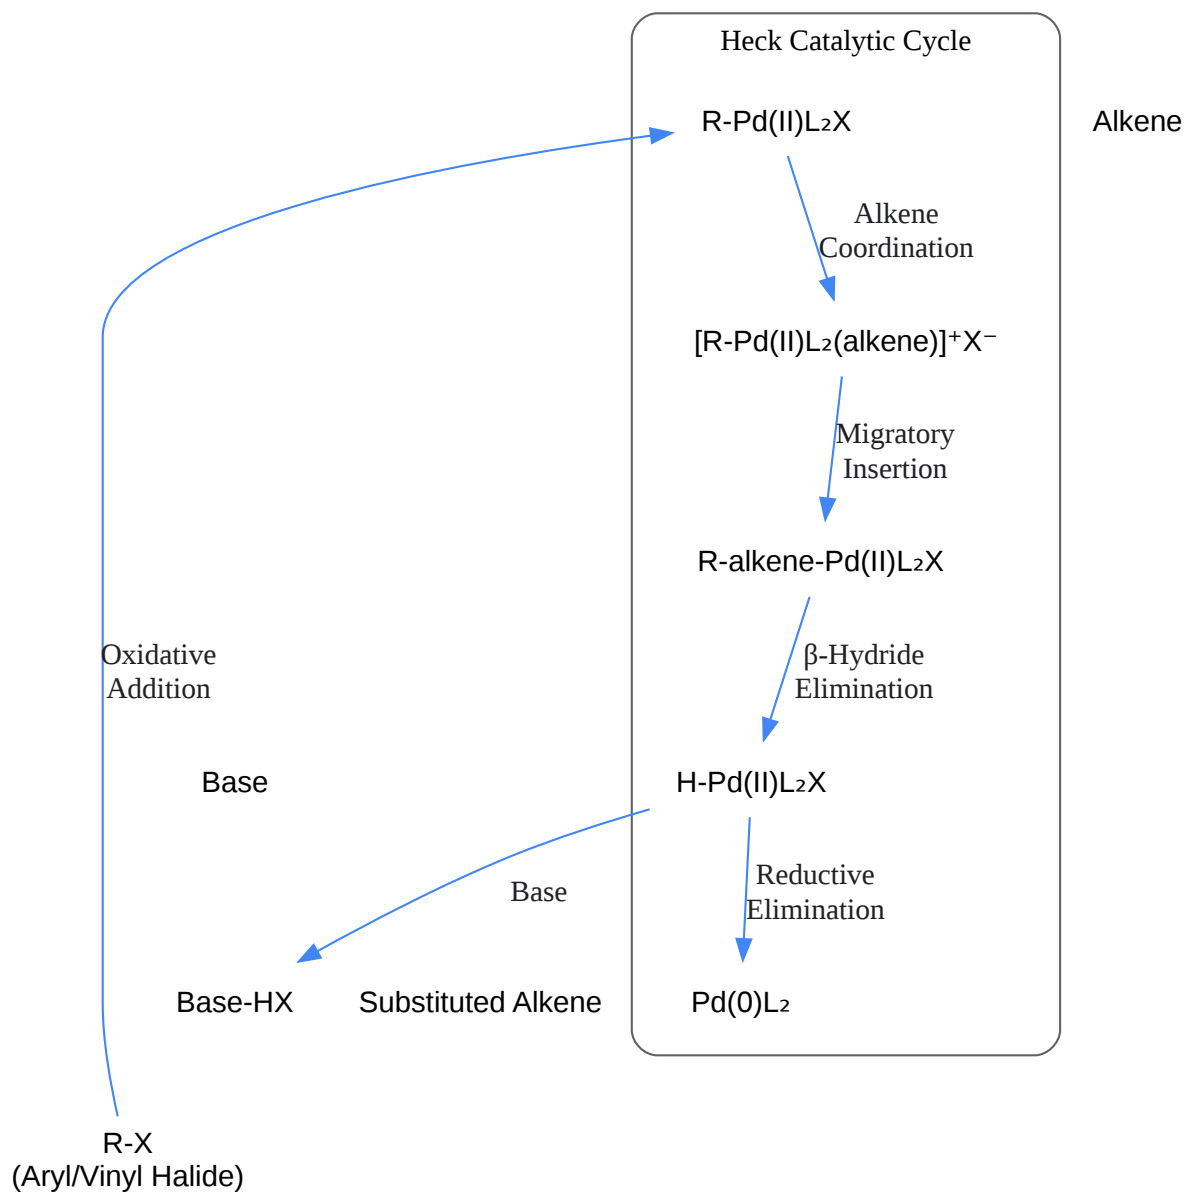 Heck Catalytic Cycle
R-Pd(II)L₂X
Alkene
Alkene
Coordination
[R-Pd(II)L₂(alkene)]⁺X⁻
Migratory
Insertion
R-alkene-Pd(II)L₂X
Oxidative
Addition
β-Hydride
Elimination
Base
H-Pd(II)L₂X
Base
Reductive
Elimination
Base-HX
Substituted Alkene
Pd(0)L₂
R-X
(Aryl/Vinyl Halide)